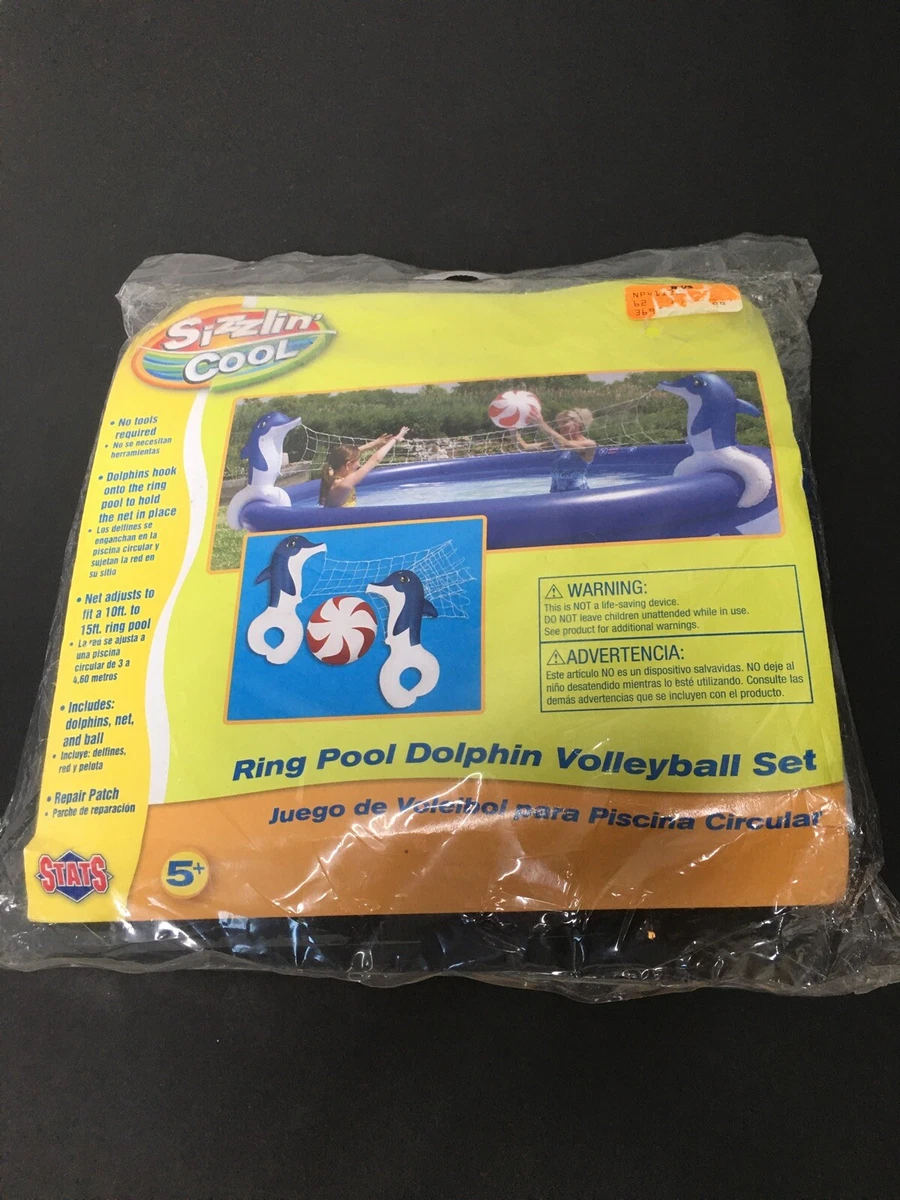 Sizzlin'
COOL
• No tools
required
• No se necesitan
herramientas
• Dolphins hook
onto the ring
pool to hold
the net in place
• Los delfines se
enganchan en la
piscina circular y
sujetan la red en
su sitio
• Net adjusts to
fit a 10ft. to
15ft. ring pool
• La red se ajusta a
una piscina
circular de 3 a
4,60 metros
• Includes:
dolphins, net,
and ball
• Incluye: delfines,
red y pelota
• Repair Patch
• Parche de reparación
STATS
5+
WARNING:
This is NOT a life-saving device.
DO NOT leave children unattended while in use.
See product for additional warnings.
ADVERTENCIA:
Este artículo NO es un dispositivo salvavidas. NO deje al
niño desatendido mientras lo esté utilizando. Consulte las
demás advertencias que se incluyen con el producto.
Ring Pool Dolphin Volleyball Set
Juego de Voleibol para Piscina Circular